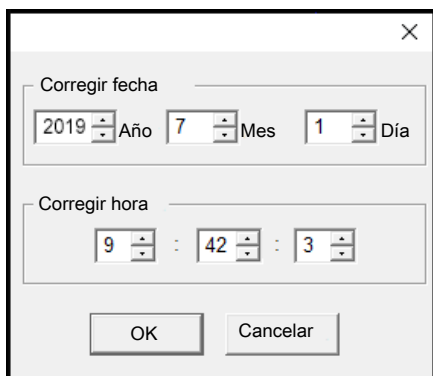 Corregir fecha
2019 Año 7 Mes 1 Día
Corregir hora
9 : 42 : 3
OK Cancelar